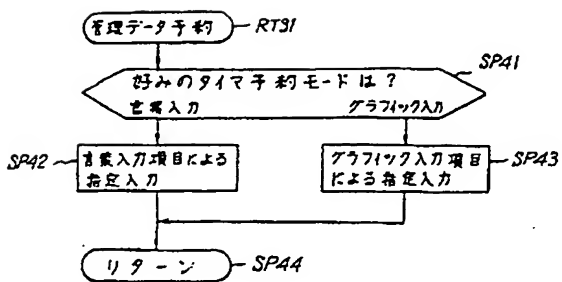 管理データ予約
RT31
SP41
好みのタイマ予約モードは?
言葉入力 グラフィック入力
SP42
言葉入力項目による
指定入力
グラフィック入力項目
による指定入力
SP43
リターン
SP44